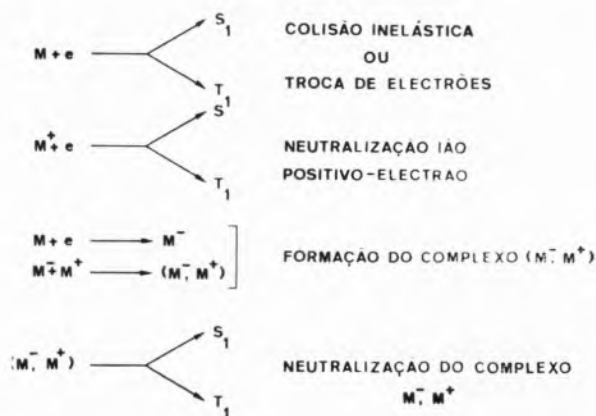 S₁
M + e
COLISÃO INELÁSTICA
OU
T₁
TROCA DE ELECTRÕES
S¹
M⁺ + e
NEUTRALIZAÇÃO IÃO
T₁
POSITIVO-ELECTRAO
M + e → M⁻
M⁻ + M⁺ → (M⁻, M⁺)
FORMAÇÃO DO COMPLEXO (M⁻, M⁺)
S₁
(M⁻, M⁺)
NEUTRALIZAÇÃO DO COMPLEXO
T₁
M⁻, M⁺